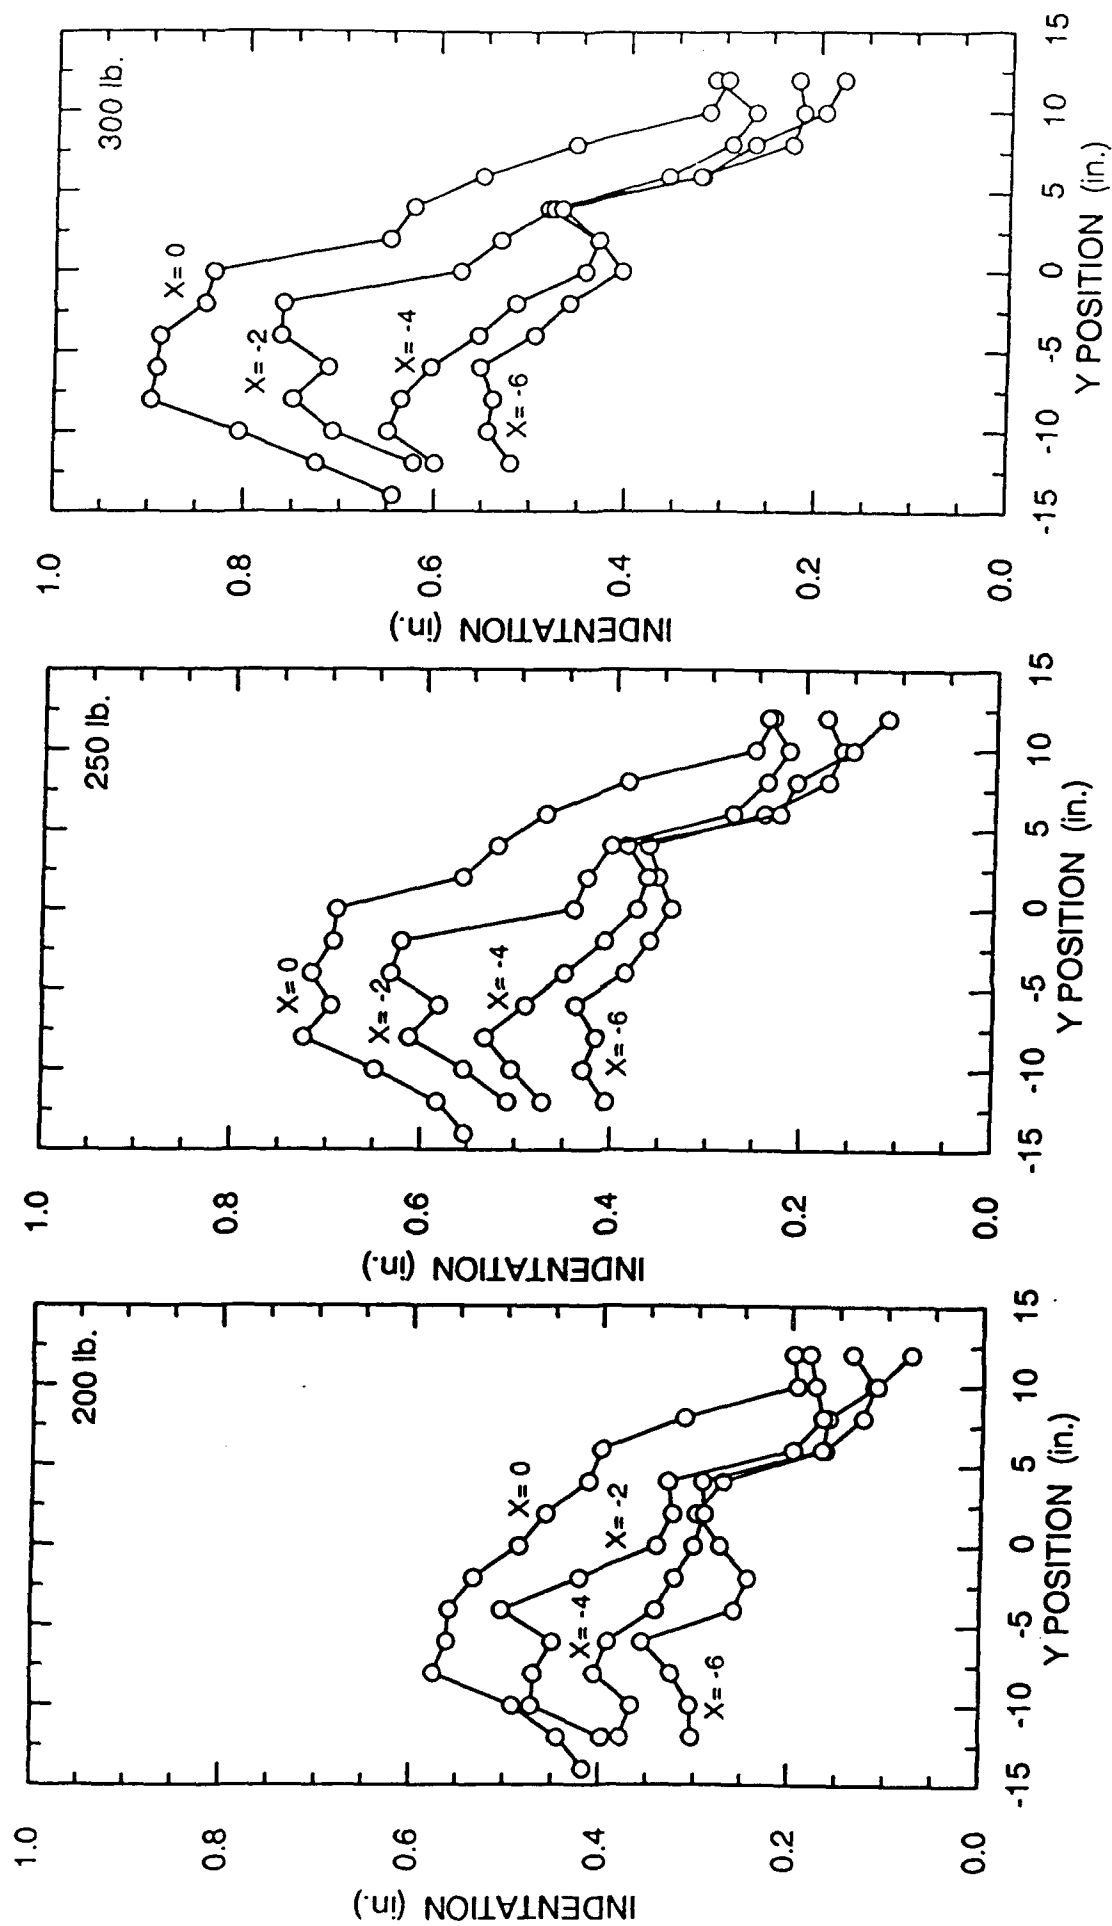 200 lb.
INDENTATION (in.)
1.0
0.8
0.6
0.4
0.2
0.0
X= 0
X= -2
X= -4
X= -6
-15
-10
-5
0
5
10
15
Y POSITION (in.)
250 lb.
INDENTATION (in.)
1.0
0.8
0.6
0.4
0.2
0.0
X= 0
X= -2
X= -4
X= -6
-15
-10
-5
0
5
10
15
Y POSITION (in.)
300 lb.
INDENTATION (in.)
1.0
0.8
0.6
0.4
0.2
0.0
X= 0
X= -2
X= -4
X= -6
-15
-10
-5
0
5
10
15
Y POSITION (in.)